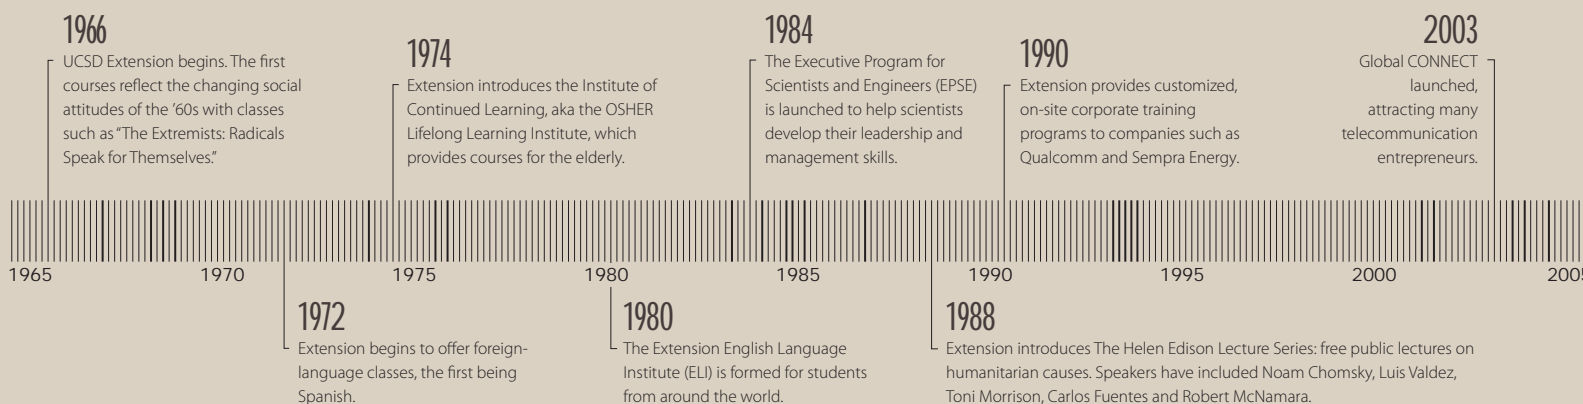 1966
UCSD Extension begins. The first
courses reflect the changing social
attitudes of the ’60s with classes
such as “The Extremists: Radicals
Speak for Themselves.”
1974
Extension introduces the Institute of
Continued Learning, aka the OSHER
Lifelong Learning Institute, which
provides courses for the elderly.
1984
The Executive Program for
Scientists and Engineers (EPSE)
is launched to help scientists
develop their leadership and
management skills.
1990
Extension provides customized,
on-site corporate training
programs to companies such as
Qualcomm and Sempra Energy.
2003
Global CONNECT
launched,
attracting many
telecommunication
entrepreneurs.
1965 1970 1975 1980 1985 1990 1995 2000 2005
1972
Extension begins to offer foreign-
language classes, the first being
Spanish.
1980
The Extension English Language
Institute (ELI) is formed for students
from around the world.
1988
Extension introduces The Helen Edison Lecture Series: free public lectures on
humanitarian causes. Speakers have included Noam Chomsky, Luis Valdez,
Toni Morrison, Carlos Fuentes and Robert McNamara.